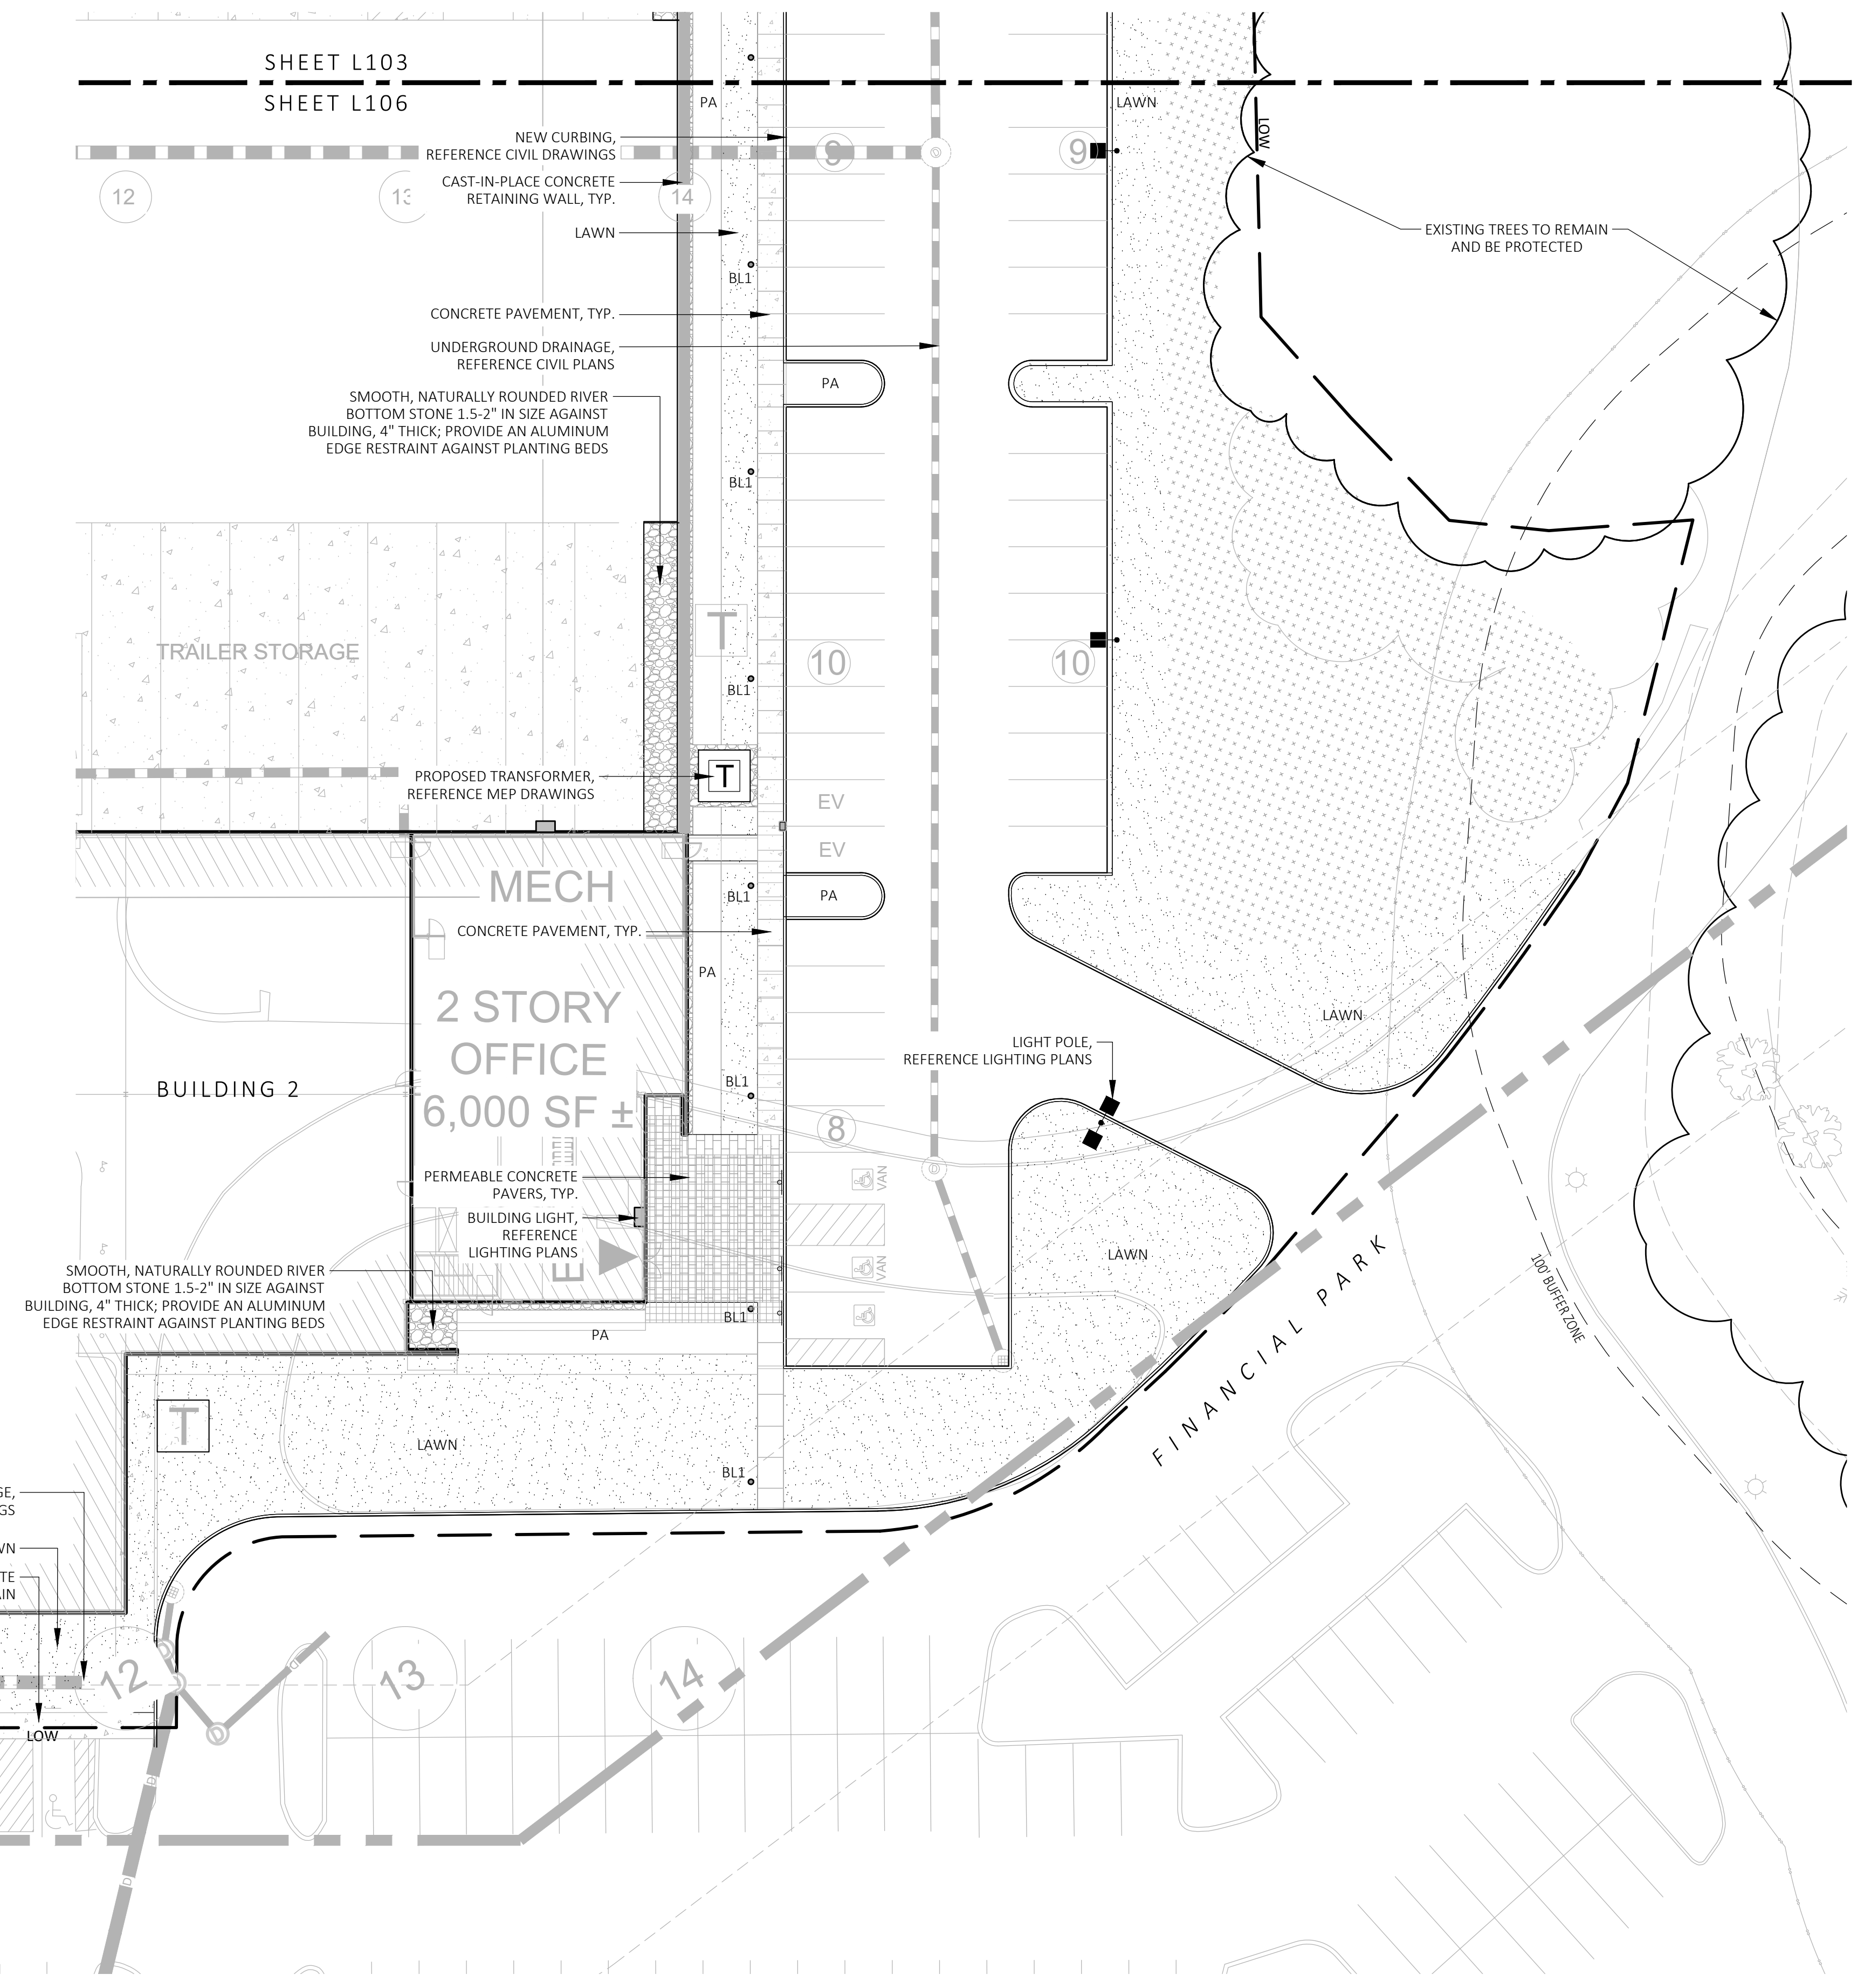 SHEET L103
SHEET L106
PA
LAWN
NEW CURBING,
REFERENCE CIVIL DRAWINGS
9
9
LOW
CAST-IN-PLACE CONCRETE
RETAINING WALL, TYP.
12
13
14
LAWN
EXISTING TREES TO REMAIN
AND BE PROTECTED
BL1
CONCRETE PAVEMENT, TYP.
UNDERGROUND DRAINAGE,
REFERENCE CIVIL PLANS
PA
SMOOTH, NATURALLY ROUNDED RIVER
BOTTOM STONE 1.5-2" IN SIZE AGAINST
BUILDING, 4" THICK; PROVIDE AN ALUMINUM
EDGE RESTRAINT AGAINST PLANTING BEDS
BL1
T
TRAILER STORAGE
10
10
BL1
PROPOSED TRANSFORMER,
REFERENCE MEP DRAWINGS
T
EV
EV
MECH
BL1
PA
CONCRETE PAVEMENT, TYP.
PA
2 STORY
OFFICE
6,000 SF ±
LAWN
LIGHT POLE,
REFERENCE LIGHTING PLANS
BUILDING 2
BL1
8
PERMEABLE CONCRETE
PAVERS, TYP.
VAN
BUILDING LIGHT,
REFERENCE
LIGHTING PLANS
VAN
LAWN
SMOOTH, NATURALLY ROUNDED RIVER
BOTTOM STONE 1.5-2" IN SIZE AGAINST
BUILDING, 4" THICK; PROVIDE AN ALUMINUM
EDGE RESTRAINT AGAINST PLANTING BEDS
BL1
PA
FINANCIAL PARK
100' BUFFER ZONE
T
LAWN
BL1
GE,
GS
WN
TE
AIN
12
13
14
D
D
D
D
LOW
D
D